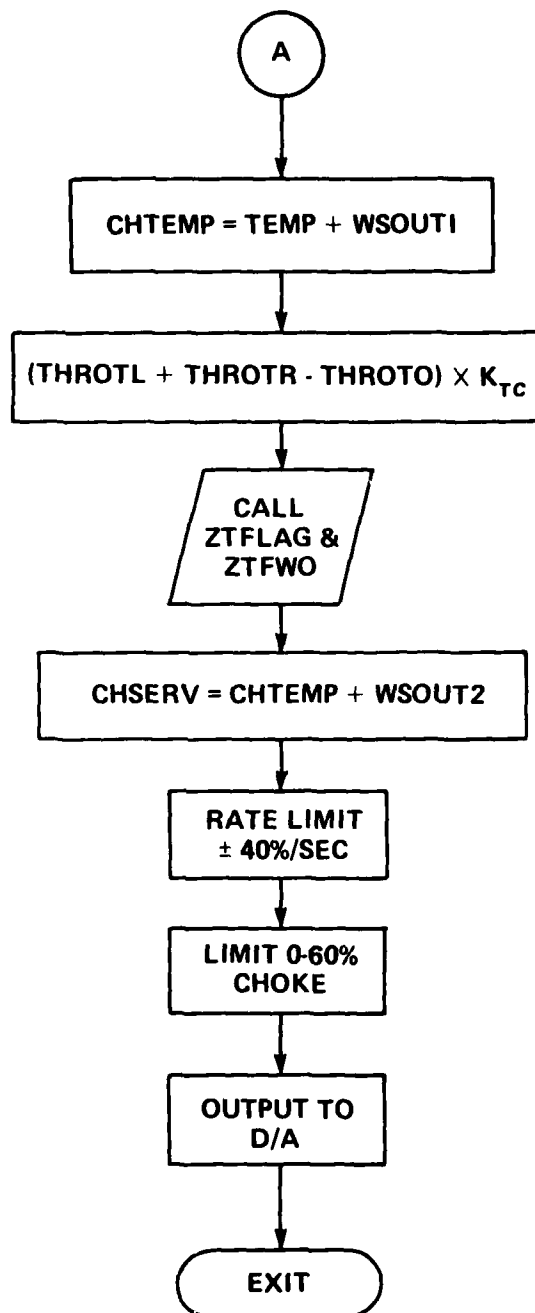 A
CHTEMP = TEMP + WSOUT1
(THROTL + THROTR - THROTO) × K_TC
CALL
ZTFLAG &
ZTFWO
CHSERV = CHTEMP + WSOUT2
RATE LIMIT
± 40%/SEC
LIMIT 0-60%
CHOKE
OUTPUT TO
D/A
EXIT